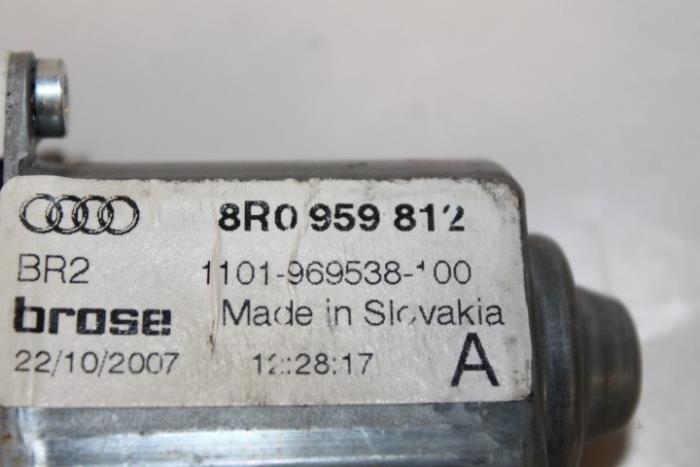 8R0 959 812
BR2 1101-969538-100
brose Made in Slovakia
22/10/2007 12:28:17 A